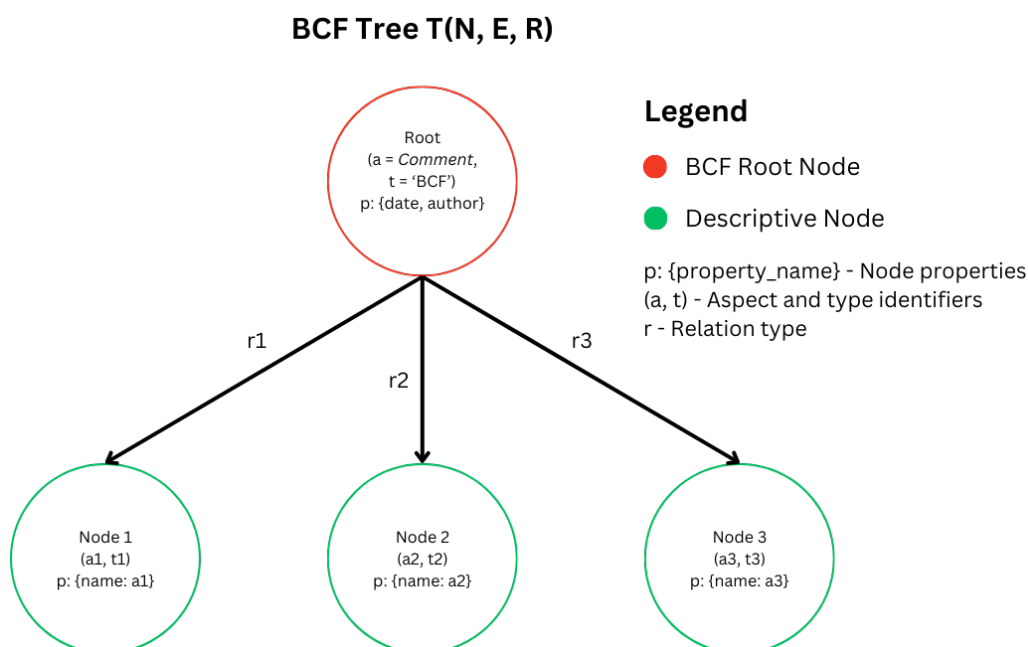 BCF Tree T(N, E, R)
Root
(a = Comment,
t = ‘BCF’)
p: {date, author}
Legend
BCF Root Node
Descriptive Node
p: {property_name} - Node properties
(a, t) - Aspect and type identifiers
r - Relation type
r1
r2
r3
Node 1
(a1, t1)
p: {name: a1}
Node 2
(a2, t2)
p: {name: a2}
Node 3
(a3, t3)
p: {name: a3}